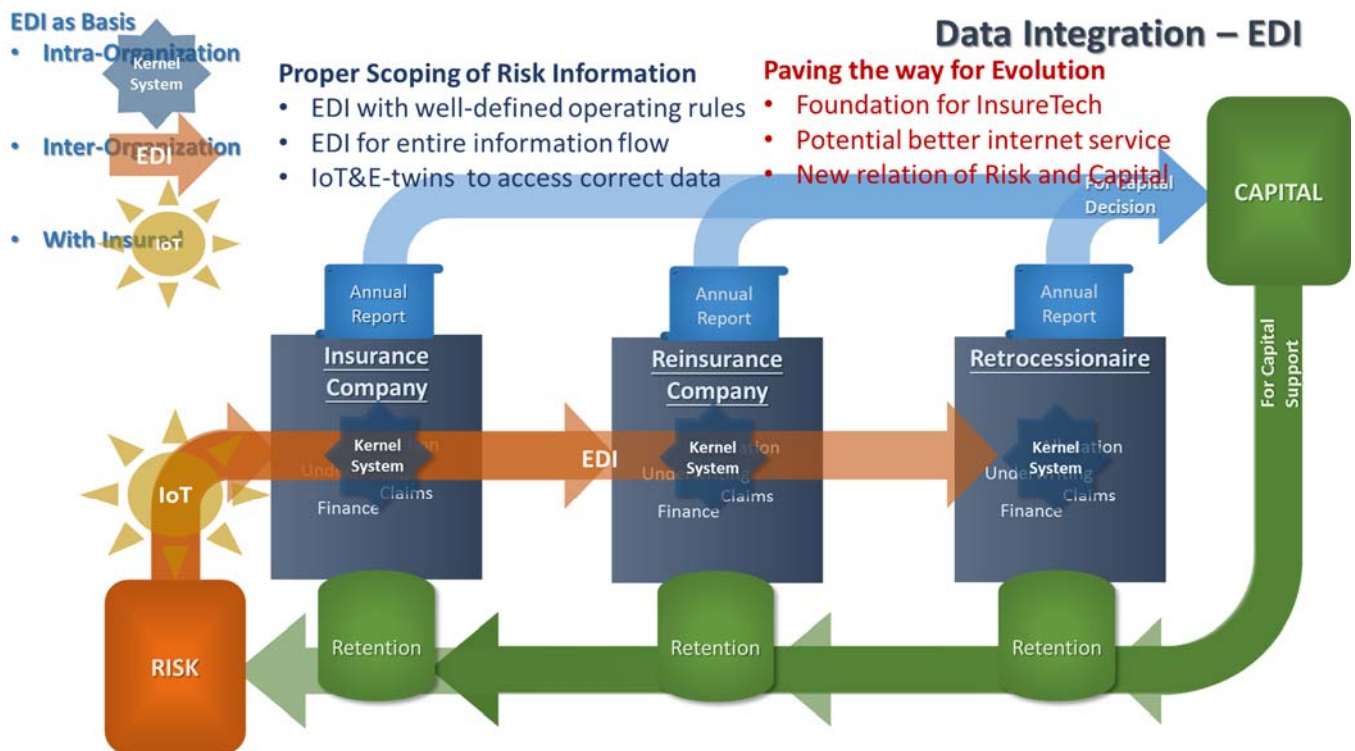 Data Integration – EDI
EDI as Basis
• Intra-Organization
Kernel
System
• Inter-Organization
EDI
• With Insured
IoT
Proper Scoping of Risk Information
• EDI with well-defined operating rules
• EDI for entire information flow
• IoT&E-twins to access correct data
Paving the way for Evolution
• Foundation for InsureTech
• Potential better internet service
• New relation of Risk and Capital
For Capital
Decision
CAPITAL
Annual
Report
Annual
Report
Annual
Report
Insurance
Company
Reinsurance
Company
Retrocessionaire
For Capital
Support
IoT
Kernel
System
Claims
Finance
EDI
Kernel
System
Underwriting
Claims
Finance
Kernel
System
Underwriting
Claims
Finance
RISK
Retention
Retention
Retention